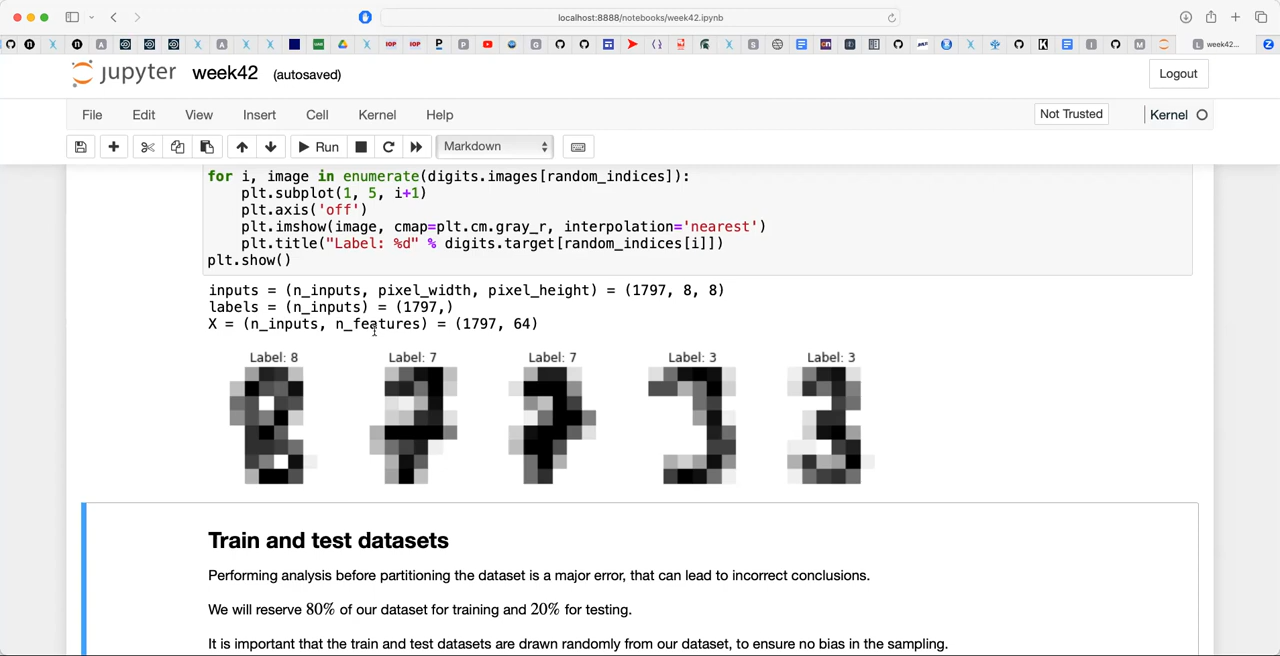 localhost:8888/notebooks/week42.ipynb
week42...
jupyter week42 (autosaved)
Logout
File Edit View Insert Cell Kernel Help
Not Trusted
Kernel
Run
Markdown
for i, image in enumerate(digits.images[random_indices]):
    plt.subplot(1, 5, i+1)
    plt.axis('off')
    plt.imshow(image, cmap=plt.cm.gray_r, interpolation='nearest')
    plt.title("Label: %d" % digits.target[random_indices[i]])
plt.show()
inputs = (n_inputs, pixel_width, pixel_height) = (1797, 8, 8)
labels = (n_inputs) = (1797,)
X = (n_inputs, n_features) = (1797, 64)
Label: 8 Label: 7 Label: 7 Label: 3 Label: 3
Train and test datasets
Performing analysis before partitioning the dataset is a major error, that can lead to incorrect conclusions.
We will reserve 80% of our dataset for training and 20% for testing.
It is important that the train and test datasets are drawn randomly from our dataset, to ensure no bias in the sampling.